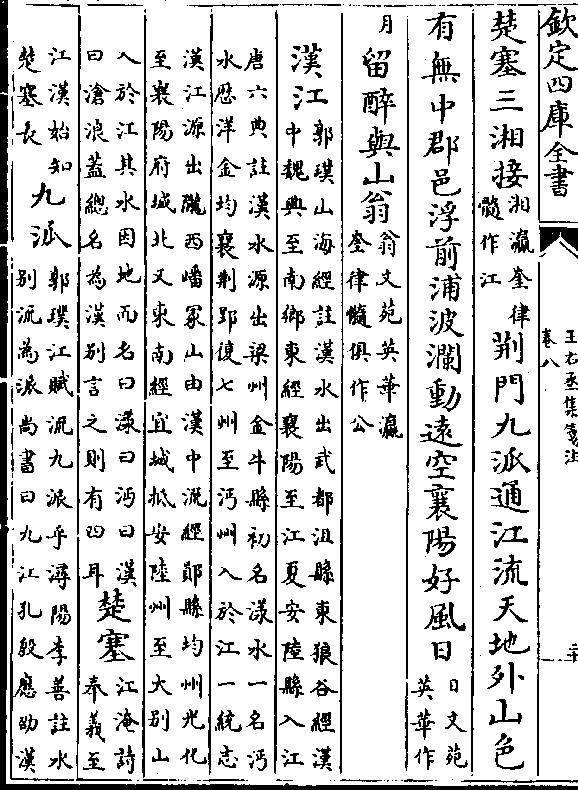 欽定四庫全書
王右丞集箋注
卷八
楚塞三湘接湘瀛奎律髓作江荆門九派通江流天地外山色
有無中郡邑浮前浦波瀾動遠空襄陽好風日日文苑英華作
月留醉與山翁翁文苑英華瀛奎律髓俱作公
漢江郭璞山海經註漢水出武都沮縣東狼谷經漢
中魏興至南鄉東經襄陽至江夏安陸縣入江
唐六典註漢水源出梁州金牛縣初名漾水一名沔
水歷洋金均襄荆郢復七州至沔州入於江一統志
漢江源出隴西嶓冢山由漢中流經鄖縣均州光化
至襄陽府城北又東南經宜城抵安陸州至大别山
入於江其水因地而名曰漾曰沔曰漢
曰滄浪蓋總名為漢别言之則有四耳楚塞江淹詩奉義至
江漢始知楚塞長九派郭璞江賦流九派乎潯陽李善註水
别流為派尚書曰九江孔殷應劭漢